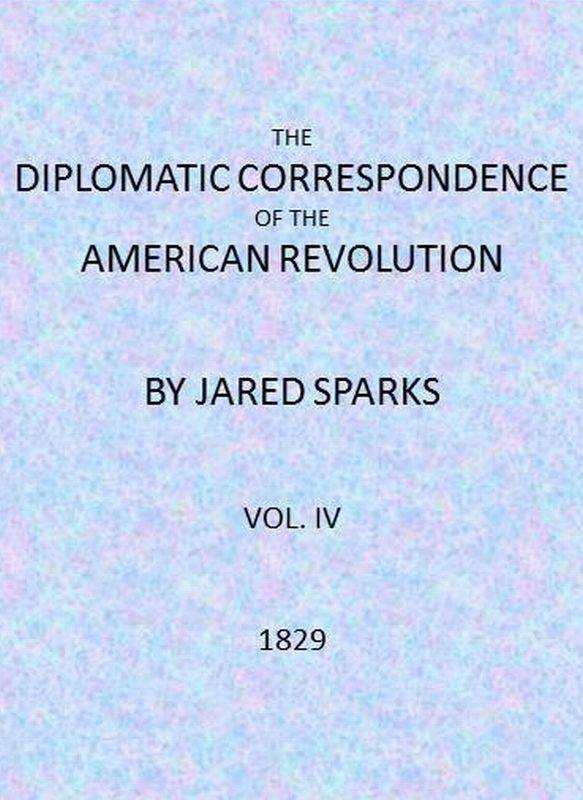 THE
DIPLOMATIC CORRESPONDENCE
OF THE
AMERICAN REVOLUTION
BY JARED SPARKS
VOL. IV
1829